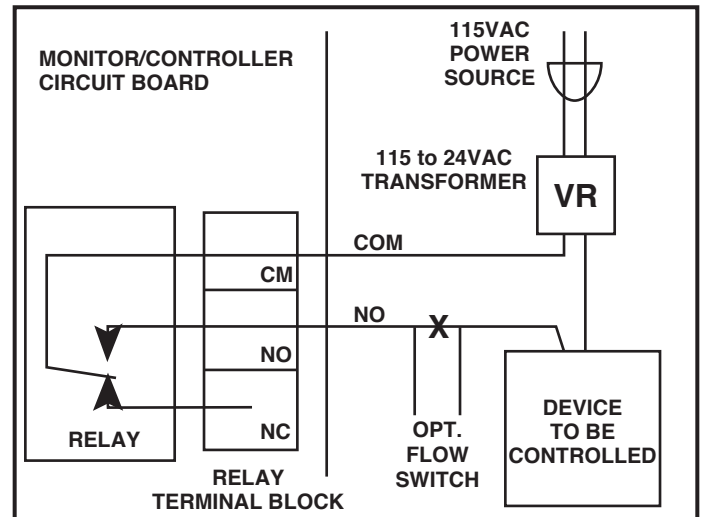 MONITOR/CONTROLLER
CIRCUIT BOARD
115VAC
POWER
SOURCE
115 to 24VAC
TRANSFORMER
VR
COM
CM
NO
X
NO
NC
RELAY
RELAY
TERMINAL BLOCK
OPT.
FLOW
SWITCH
DEVICE
TO BE
CONTROLLED